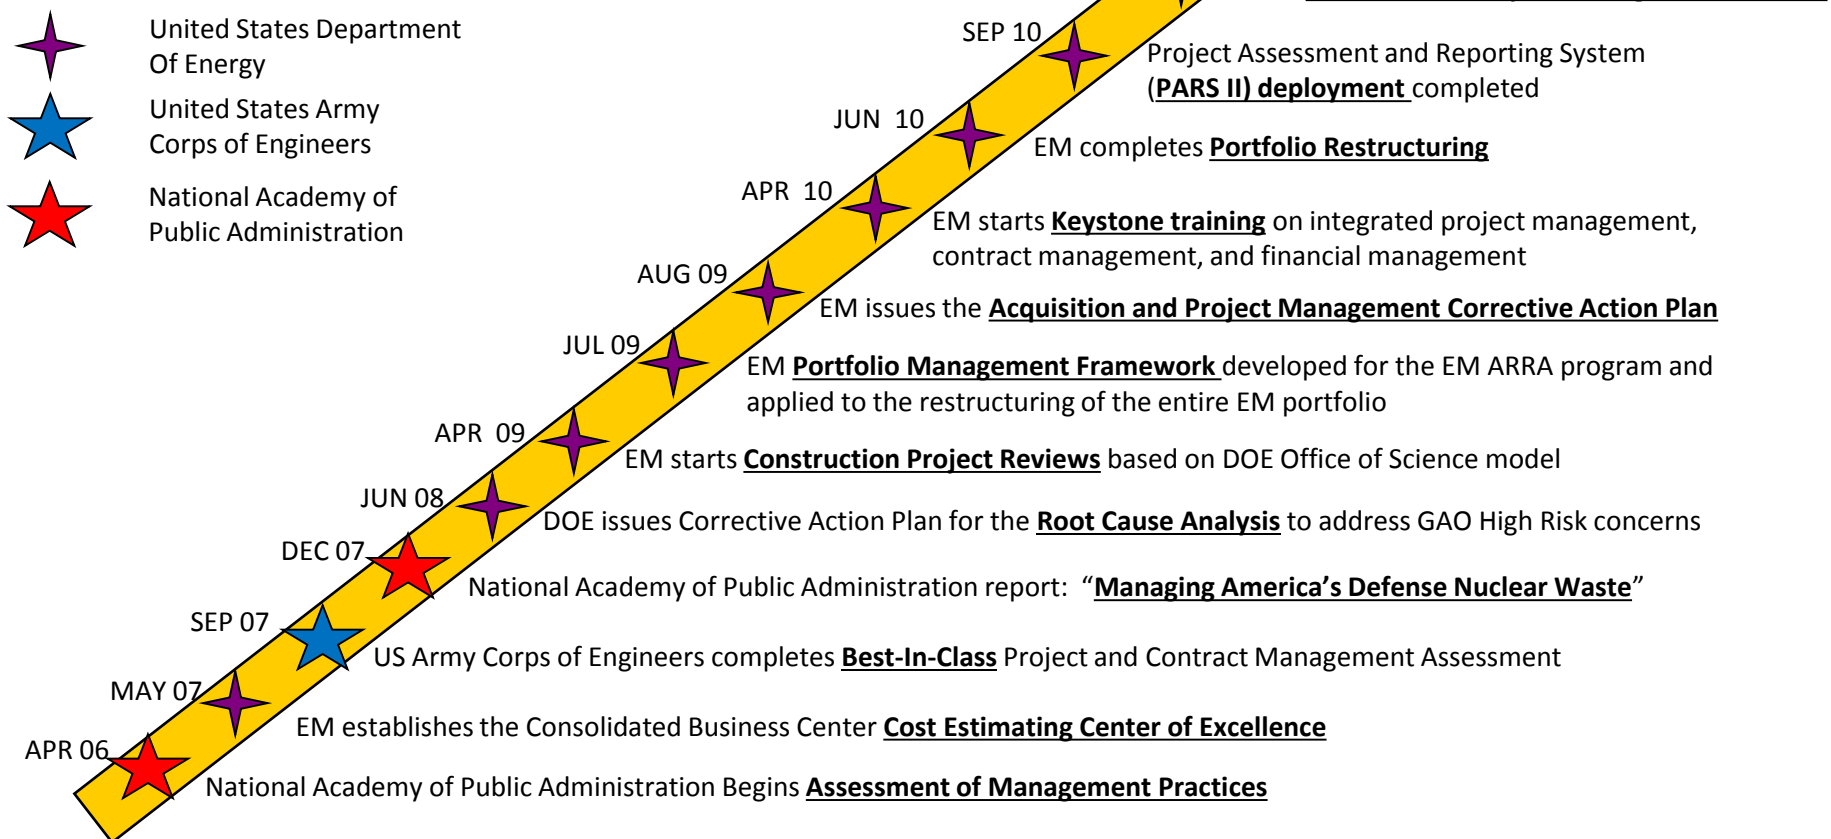 United States Department
Of Energy
United States Army
Corps of Engineers
National Academy of
Public Administration
SEP 10
Project Assessment and Reporting System
(PARS II) deployment completed
JUN 10
EM completes Portfolio Restructuring
APR 10
EM starts Keystone training on integrated project management,
contract management, and financial management
AUG 09
EM issues the Acquisition and Project Management Corrective Action Plan
JUL 09
EM Portfolio Management Framework developed for the EM ARRA program and
applied to the restructuring of the entire EM portfolio
APR 09
EM starts Construction Project Reviews based on DOE Office of Science model
JUN 08
DOE issues Corrective Action Plan for the Root Cause Analysis to address GAO High Risk concerns
DEC 07
National Academy of Public Administration report: “Managing America’s Defense Nuclear Waste”
SEP 07
US Army Corps of Engineers completes Best-In-Class Project and Contract Management Assessment
MAY 07
EM establishes the Consolidated Business Center Cost Estimating Center of Excellence
APR 06
National Academy of Public Administration Begins Assessment of Management Practices